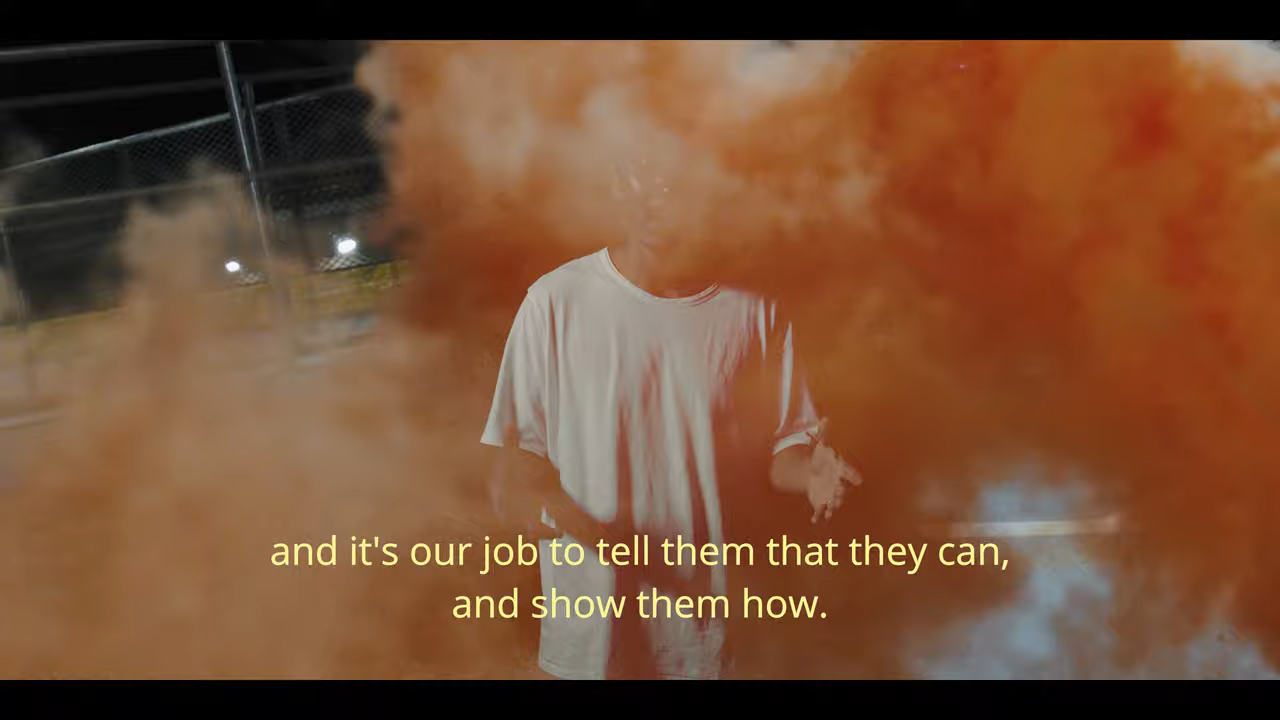 and it's our job to tell them that they can,
and show them how.